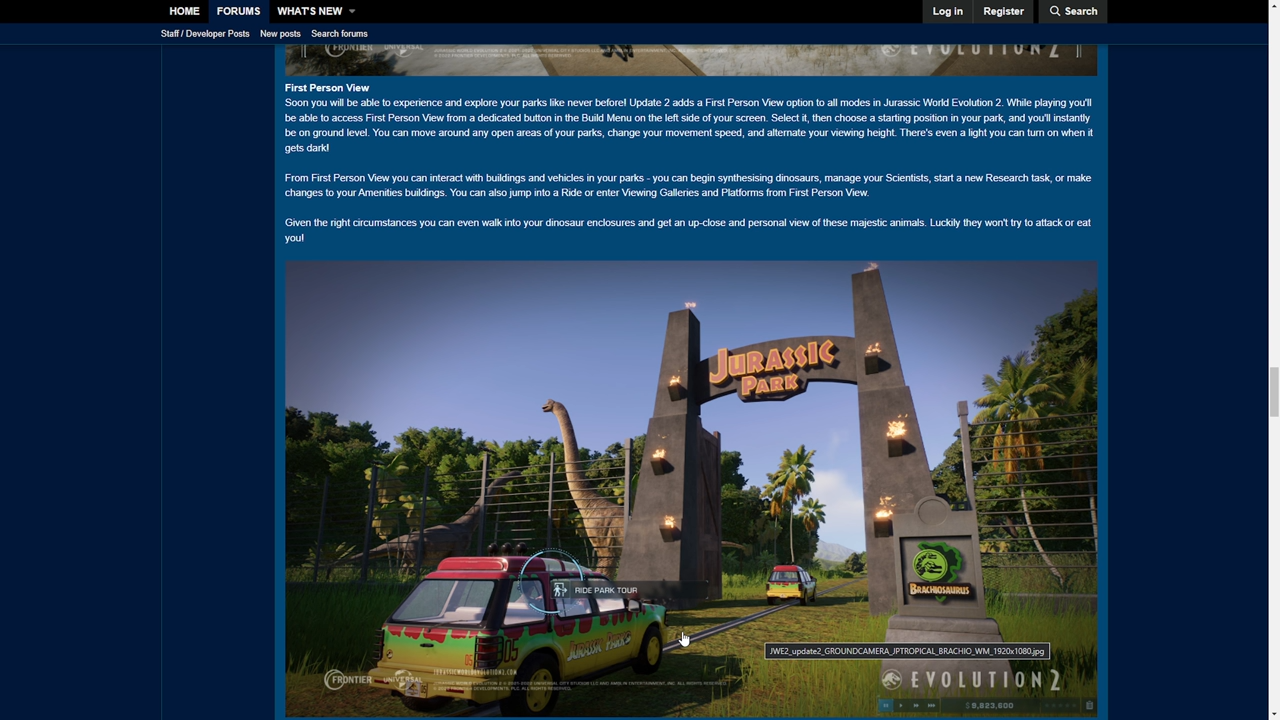 HOME FORUMS WHAT'S NEW Log in Register Search
Staff / Developer Posts New posts Search forums
FRONTIER UNIVERSAL EVOLUTION 2
First Person View
Soon you will be able to experience and explore your parks like never before! Update 2 adds a First Person View option to all modes in Jurassic World Evolution 2. While playing you'll
be able to access First Person View from a dedicated button in the Build Menu on the left side of your screen. Select it, then choose a starting position in your park, and you'll instantly
be on ground level. You can move around any open areas of your parks, change your movement speed, and alternate your viewing height. There's even a light you can turn on when it
gets dark!
From First Person View you can interact with buildings and vehicles in your parks - you can begin synthesising dinosaurs, manage your Scientists, start a new Research task, or make
changes to your Amenities buildings. You can also jump into a Ride or enter Viewing Galleries and Platforms from First Person View.
Given the right circumstances you can even walk into your dinosaur enclosures and get an up-close and personal view of these majestic animals. Luckily they won't try to attack or eat
you!
JURASSIC
PARK
BRACHIOSAURUS
RIDE PARK TOUR
05
JURASSIC PARK
JWE2_update2_GROUNDCAMERA_JPTROPICAL_BRACHIO_WM_1920x1080.jpg
JURASSICWORLDEVOLUTION2.COM
FRONTIER UNIVERSAL EVOLUTION 2
$9,823,600